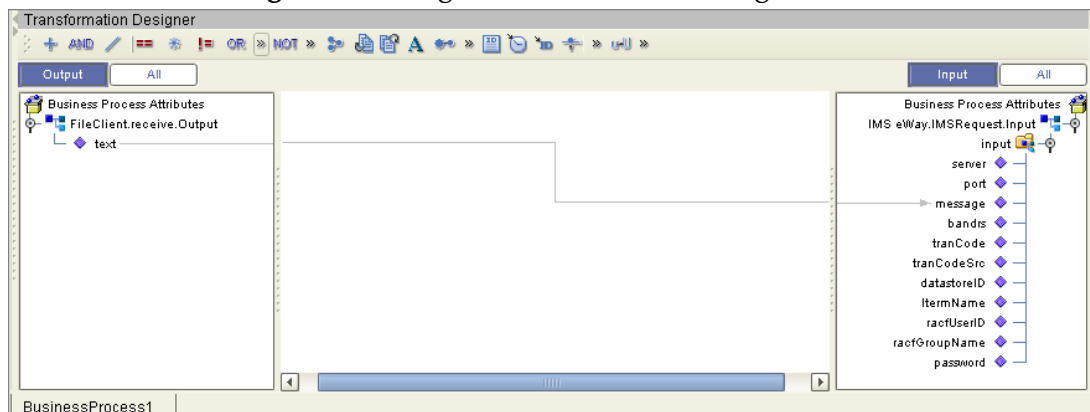 Transformation Designer
AND == != OR » NOT » A » »
Output All
Input All
Business Process Attributes
FileClient.receive.Output
text
Business Process Attributes
IMS eWay.IMSRequest.Input
input
server
port
message
bandrs
tranCode
tranCodeSrc
datastoreID
ltermName
racfUserID
racfGroupName
password
BusinessProcess1